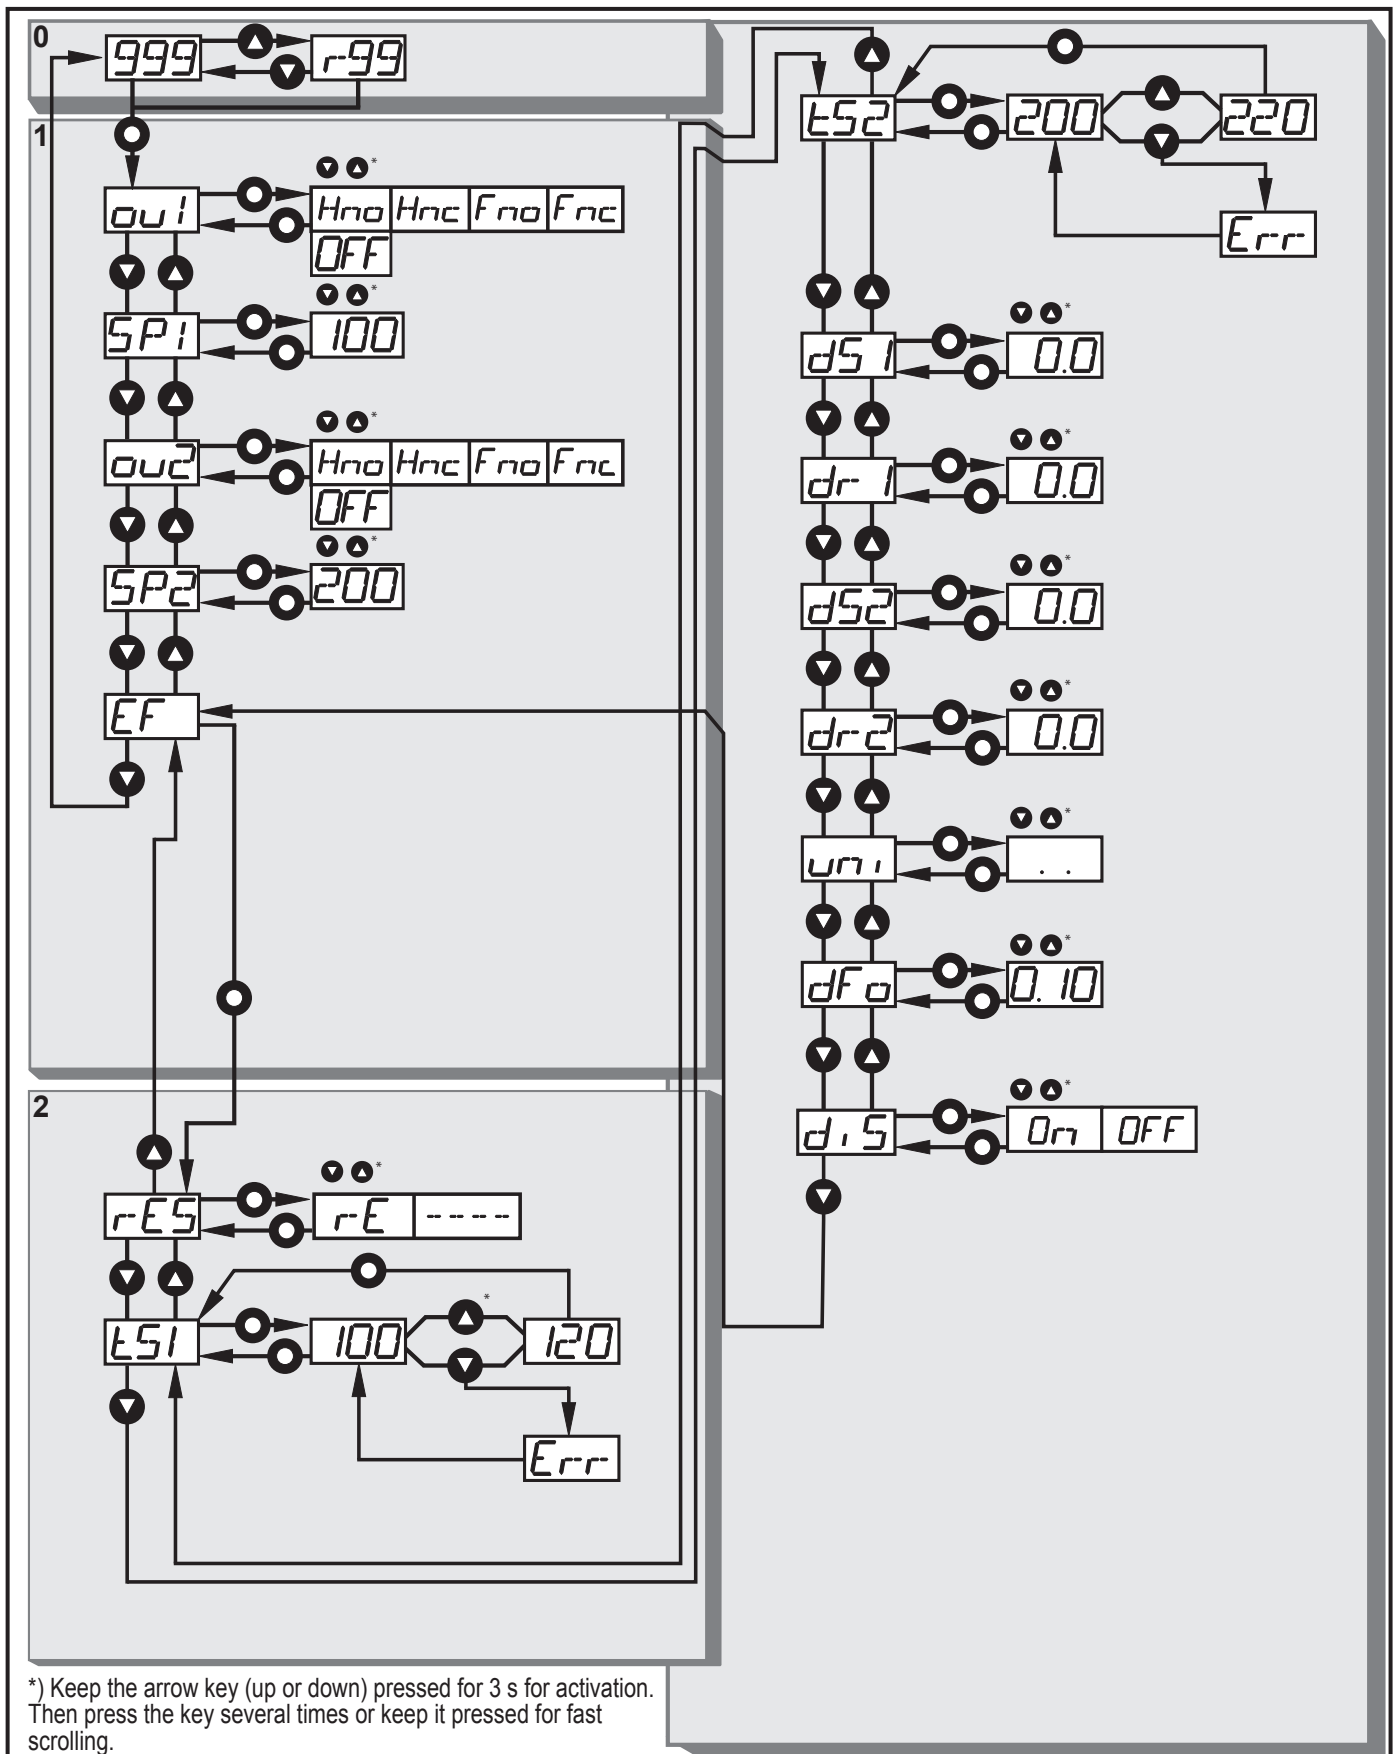 0
999 r99
1
ou1 Hno Hnc Fno Fnc
OFF
*
SP1 100
*
ou2 Hno Hnc Fno Fnc
OFF
*
SP2 200
*
EF
2
rES rE ----
*
tS1 100 120
*
Err
tS2 200 220
Err
dS1 0.0
*
dr1 0.0
*
dS2 0.0
*
dr2 0.0
*
uni . .
*
dFo 0.10
*
diS On OFF
*
*) Keep the arrow key (up or down) pressed for 3 s for activation.
Then press the key several times or keep it pressed for fast
scrolling.